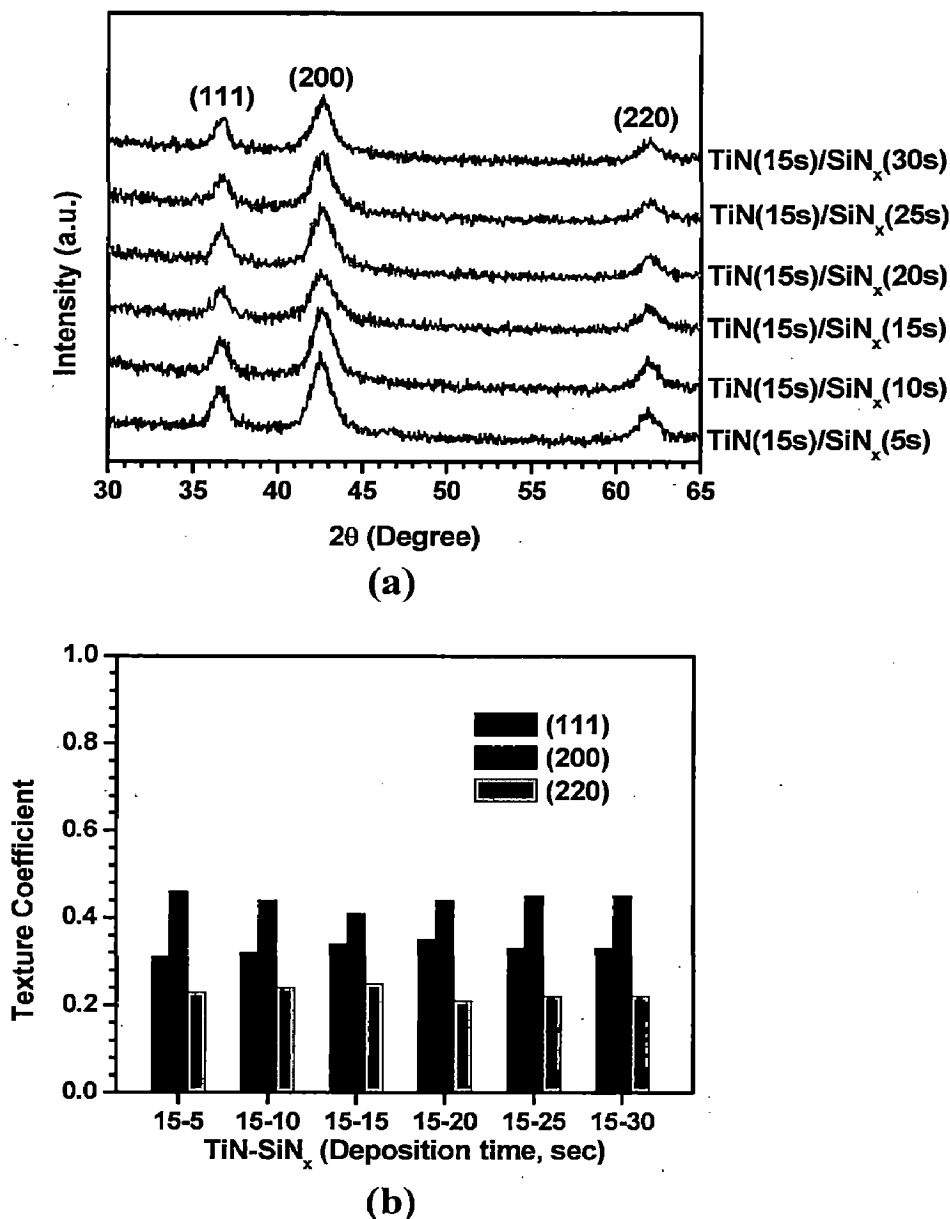 (111)
(200)
(220)
TiN(15s)/SiNx(30s)
TiN(15s)/SiNx(25s)
TiN(15s)/SiNx(20s)
TiN(15s)/SiNx(15s)
TiN(15s)/SiNx(10s)
TiN(15s)/SiNx(5s)
Intensity (a.u.)
30 35 40 45 50 55 60 65
2θ (Degree)
(a)
1.0
0.8
0.6
0.4
0.2
0.0
Texture Coefficient
(111)
(200)
(220)
15-5 15-10 15-15 15-20 15-25 15-30
TiN-SiNx (Deposition time, sec)
(b)